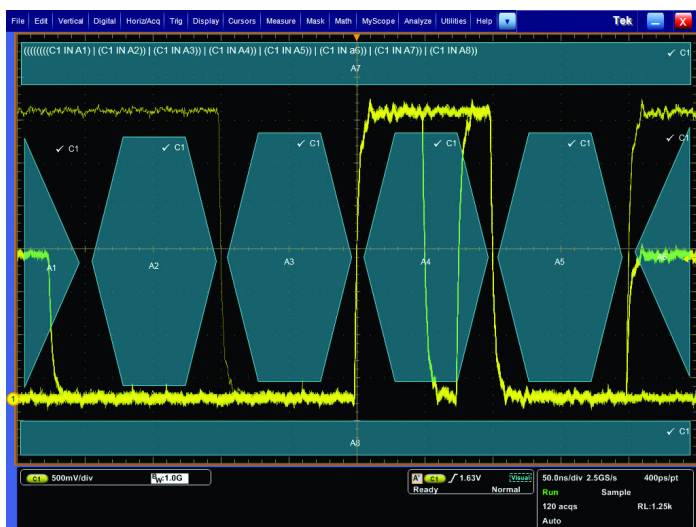 File Edit Vertical Digital Horiz/Acq Trig Display Cursors Measure Mask Math MyScope Analyze Utilities Help Tek X
((((((((C1 IN A1) | (C1 IN A2)) | (C1 IN A3)) | (C1 IN A4)) | (C1 IN A5)) | (C1 IN a6)) | (C1 IN A7)) | (C1 IN A8))
✓ C1
A7
✓ C1 ✓ C1 ✓ C1 ✓ C1 ✓ C1 ✓ C1
A1 A2 A3 A4 A5 A6
1
✓ C1
A8
C1 500mV/div BW:1.0G
A' C1 1.63V Visual
Ready Normal
50.0ns/div 2.5GS/s 400ps/pt
Run Sample
120 acqs RL:1.25k
Auto